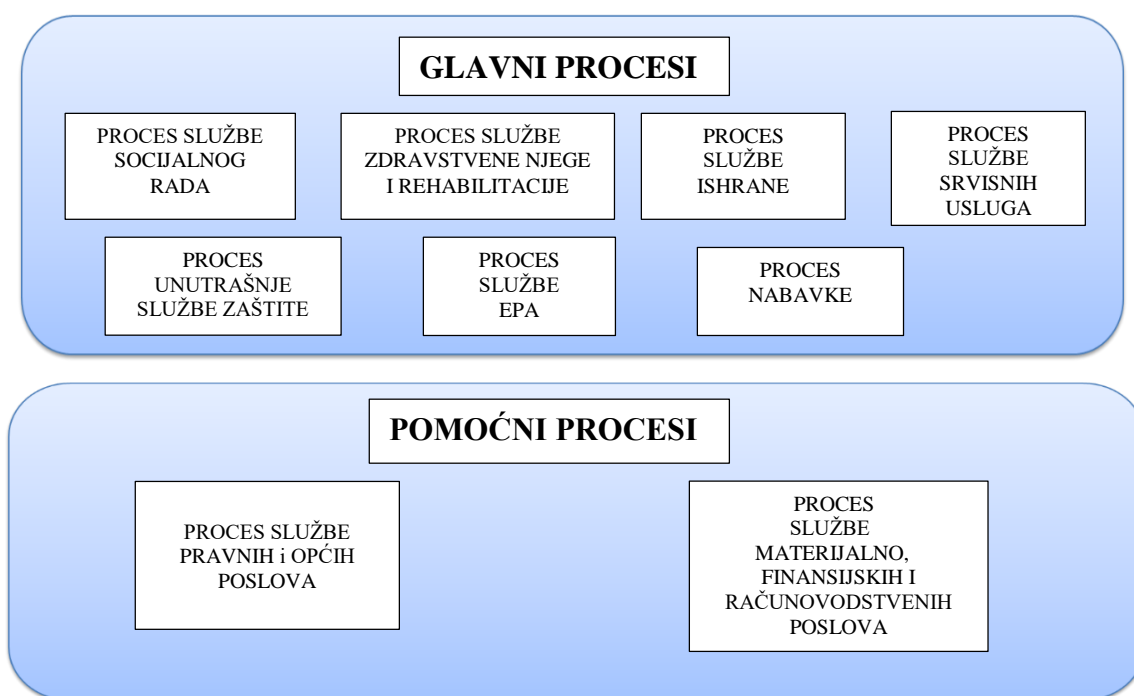 GLAVNI PROCESI
PROCES SLUŽBE
SOCIJALNOG
RADA
PROCES SLUŽBE
ZDRAVSTVENE NJEGE
I REHABILITACIJE
PROCES
SLUŽBE
ISHRANE
PROCES
SLUŽBE
SRVISNIH
USLUGA
PROCES
UNUTRAŠNJE
SLUŽBE ZAŠTITE
PROCES
SLUŽBE
EPA
PROCES
NABAVKE
POMOĆNI PROCESI
PROCES SLUŽBE
PRAVNIH i OPĆIH
POSLOVA
PROCES
SLUŽBE
MATERIJALNO,
FINANSIJSKIH I
RAČUNOVODSTVENIH
POSLOVA